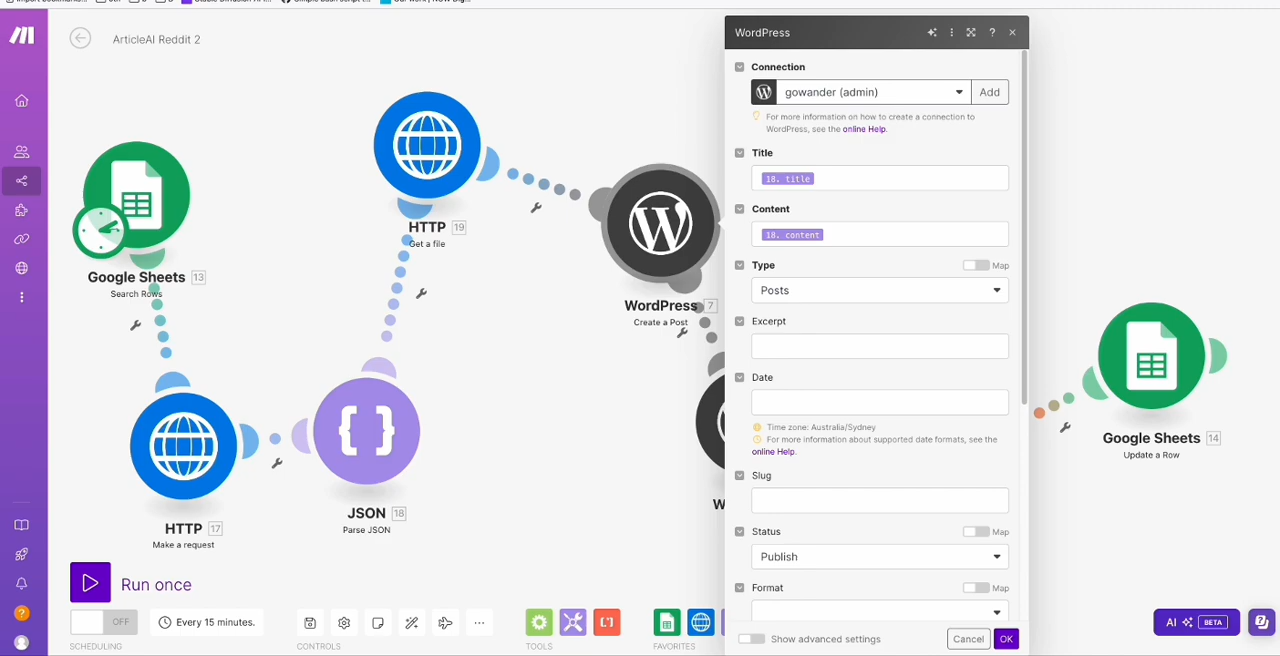 ArticleAI Reddit 2
Google Sheets 13
Search Rows
HTTP 17
Make a request
JSON 18
Parse JSON
HTTP 19
Get a file
WordPress 7
Create a Post
W
Google Sheets 14
Update a Row
WordPress
Connection
gowander (admin)
Add
For more information on how to create a connection to
WordPress, see the online Help.
Title
18. title
Content
18. content
Type
Map
Posts
Excerpt
Date
Time zone: Australia/Sydney
For more information about supported date formats, see the
online Help.
Slug
Status
Map
Publish
Format
Map
Show advanced settings
Cancel
OK
Run once
OFF
Every 15 minutes.
SCHEDULING
CONTROLS
TOOLS
FAVORITES
AI BETA